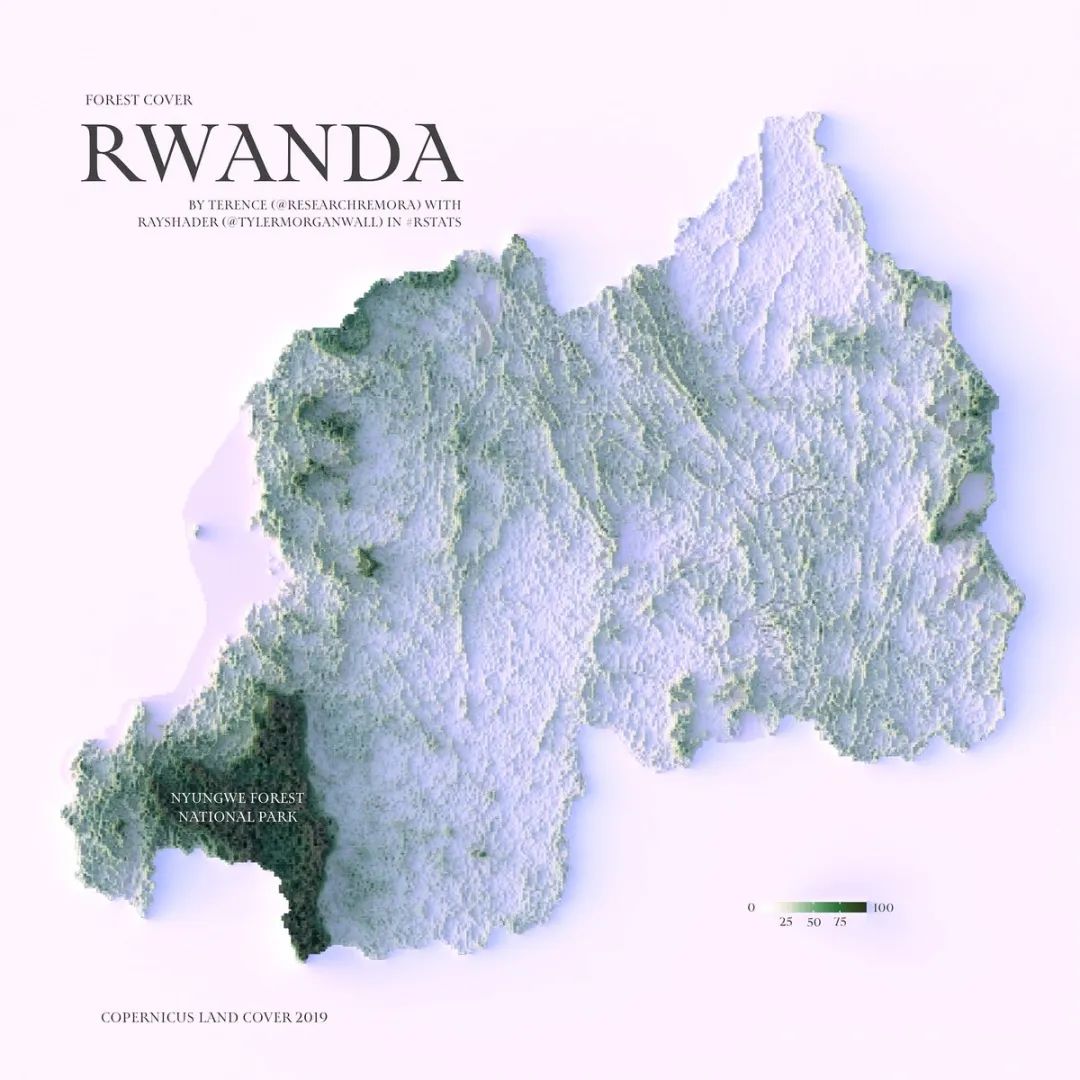 FOREST COVER
RWANDA
BY TERENCE (@RESEARCHREMORA) WITH
RAYSHADER (@TYLERMORGANWALL) IN #RSTATS
NYUNGWE FOREST
NATIONAL PARK
0 100
25 50 75
COPERNICUS LAND COVER 2019